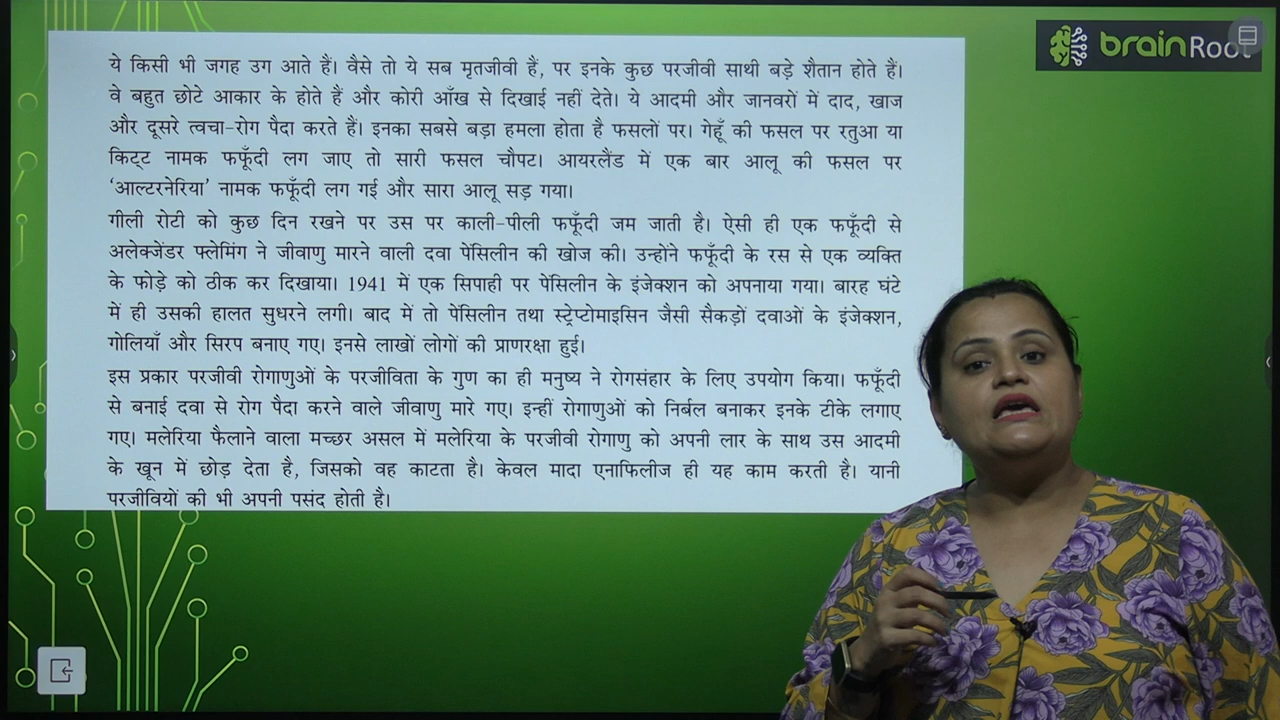 brainRoot
ये किसी भी जगह उग आते हैं। वैसे तो ये सब मृतजीवी हैं, पर इनके कुछ परजीवी साथी बड़े शैतान होते हैं।
वे बहुत छोटे आकार के होते हैं और कोरी आँख से दिखाई नहीं देते। ये आदमी और जानवरों में दाद, खाज
और दूसरे त्वचा-रोग पैदा करते हैं। इनका सबसे बड़ा हमला होता है फसलों पर। गेहूँ की फसल पर रतुआ या
किट्ट नामक फफूँदी लग जाए तो सारी फसल चौपट। आयरलैंड में एक बार आलू की फसल पर
‘आल्टरनेरिया’ नामक फफूँदी लग गई और सारा आलू सड़ गया।
गीली रोटी को कुछ दिन रखने पर उस पर काली-पीली फफूँदी जम जाती है। ऐसी ही एक फफूँदी से
अलेक्जेंडर फ्लेमिंग ने जीवाणु मारने वाली दवा पेंसिलीन की खोज की। उन्होंने फफूँदी के रस से एक व्यक्ति
के फोड़े को ठीक कर दिखाया। 1941 में एक सिपाही पर पेंसिलीन के इंजेक्शन को अपनाया गया। बारह घंटे
में ही उसकी हालत सुधरने लगी। बाद में तो पेंसिलीन तथा स्ट्रेप्टोमाइसिन जैसी सैकड़ों दवाओं के इंजेक्शन,
गोलियाँ और सिरप बनाए गए। इनसे लाखों लोगों की प्राणरक्षा हुई।
इस प्रकार परजीवी रोगाणुओं के परजीविता के गुण का ही मनुष्य ने रोगसंहार के लिए उपयोग किया। फफूँदी
से बनाई दवा से रोग पैदा करने वाले जीवाणु मारे गए। इन्हीं रोगाणुओं को निर्बल बनाकर इनके टीके लगाए
गए। मलेरिया फैलाने वाला मच्छर असल में मलेरिया के परजीवी रोगाणु को अपनी लार के साथ उस आदमी
के खून में छोड़ देता है, जिसको वह काटता है। केवल मादा एनाफिलीज ही यह काम करती है। यानी
परजीवियों की भी अपनी पसंद होती है।